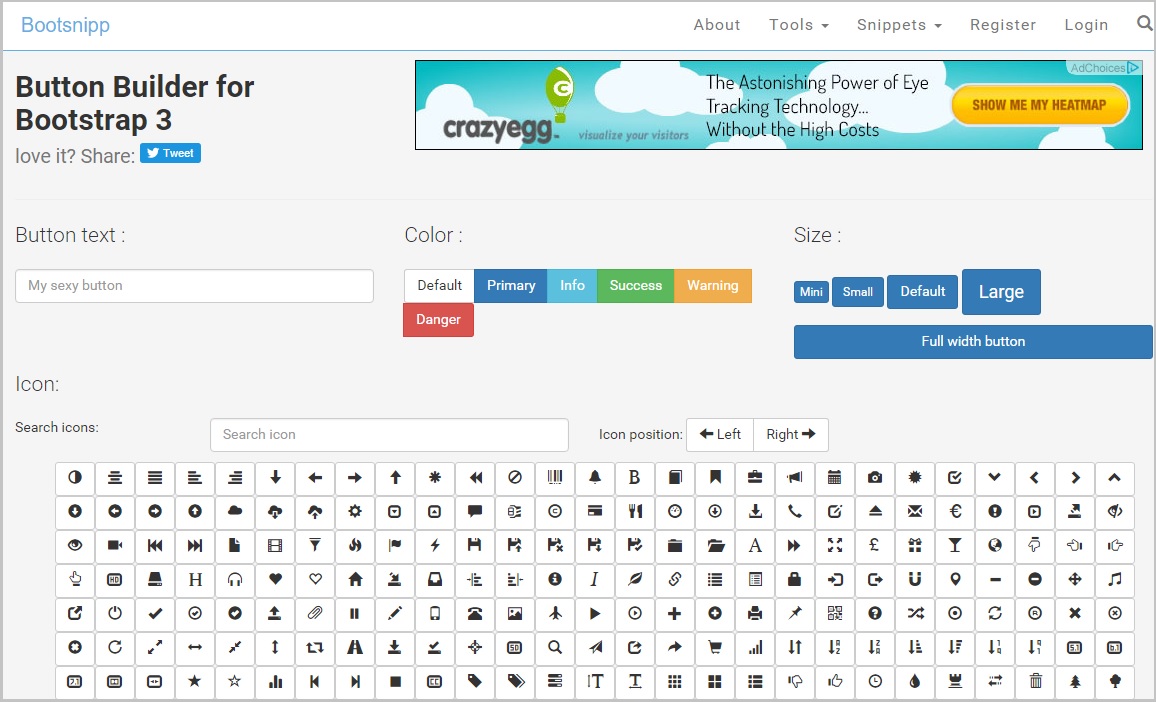 Bootsnipp
About Tools Snippets Register Login
Button Builder for
Bootstrap 3
love it? Share: Tweet
AdChoices
crazyegg
visualize your visitors
The Astonishing Power of Eye
Tracking Technology...
Without the High Costs
SHOW ME MY HEATMAP
Button text :
My sexy button
Color :
Default Primary Info Success Warning
Danger
Size :
Mini Small Default Large
Full width button
Icon:
Search icons: Search icon Icon position: Left Right